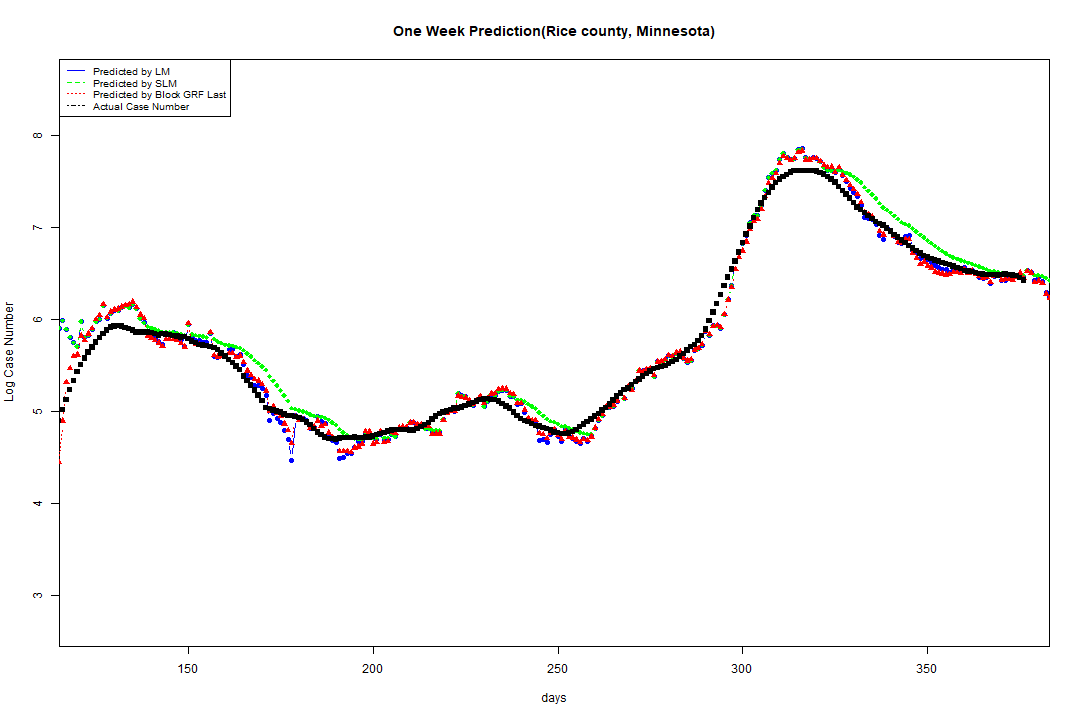 One Week Prediction(Rice county, Minnesota)
Predicted by LM
Predicted by SLM
Predicted by Block GRF Last
Actual Case Number
Log Case Number
8
7
6
5
4
3
150 200 250 300 350
days